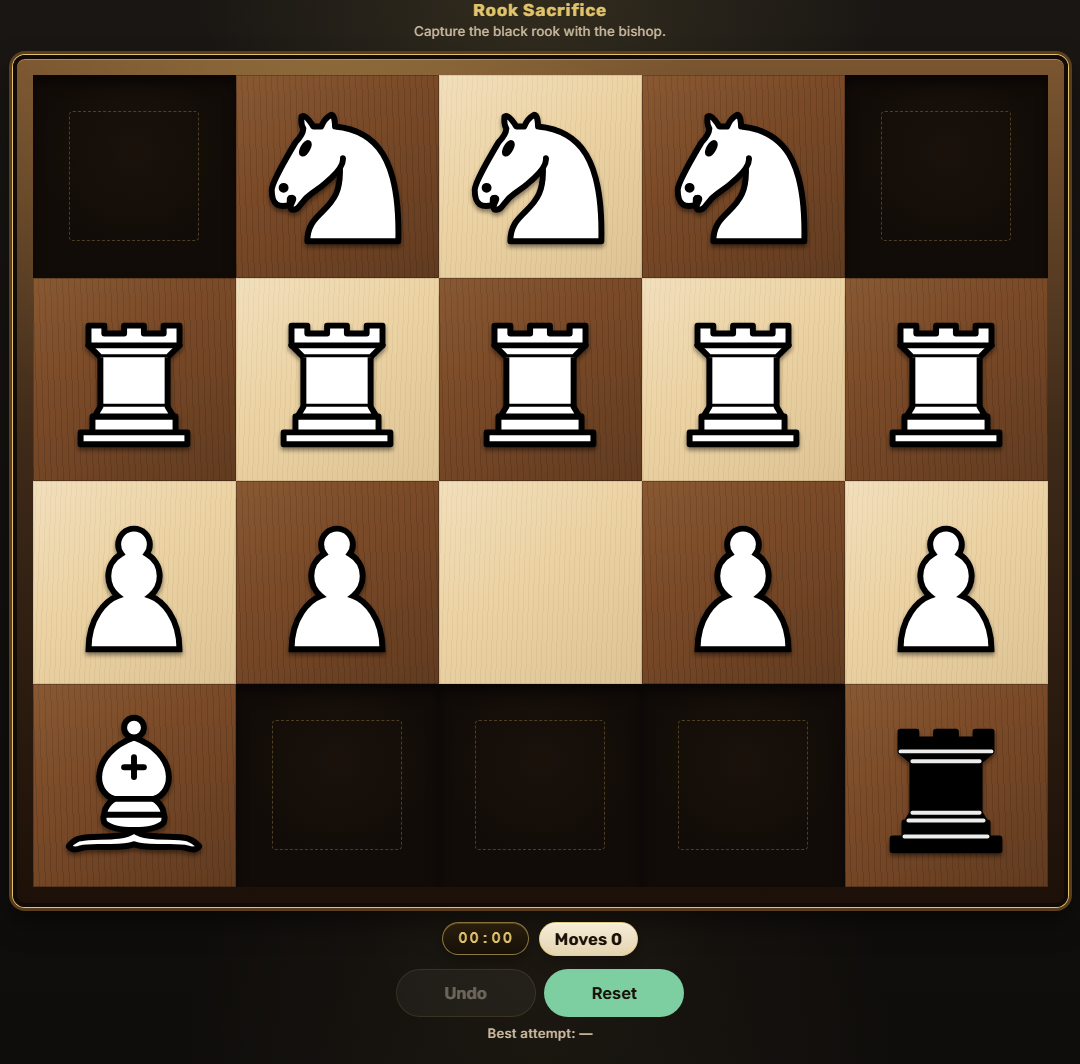 Rook Sacrifice
Capture the black rook with the bishop.
00:00
Moves 0
Undo
Reset
Best attempt: —